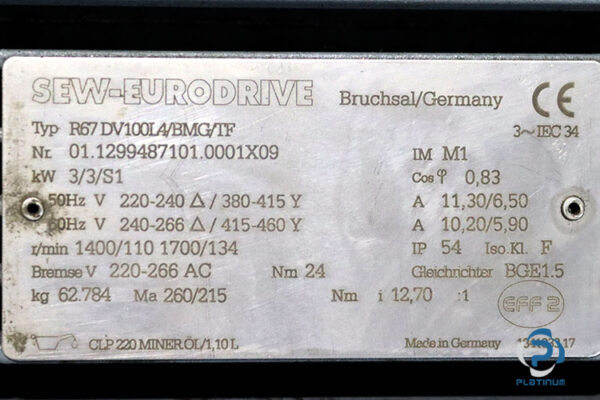 SEW-EURODRIVE Bruchsal/Germany CE
Typ R67 DV100L4/BMG/TF 3~IEC 34
Nr. 01.1299487101.0001X09 IM M1
kW 3/3/S1 Cos φ 0,83
50Hz V 220-240 Δ / 380-415 Y A 11,30/6,50
60Hz V 240-266 Δ / 415-460 Y A 10,20/5,90
r/min 1400/110 1700/134 IP 54 Iso.Kl. F
Bremse V 220-266 AC Nm 24 Gleichrichter BGE1.5
kg 62.784 Ma 260/215 Nm i 12,70 :1
EFF 2
CLP 220 MINER.ÖL/1,10 L Made in Germany
PLATINUM